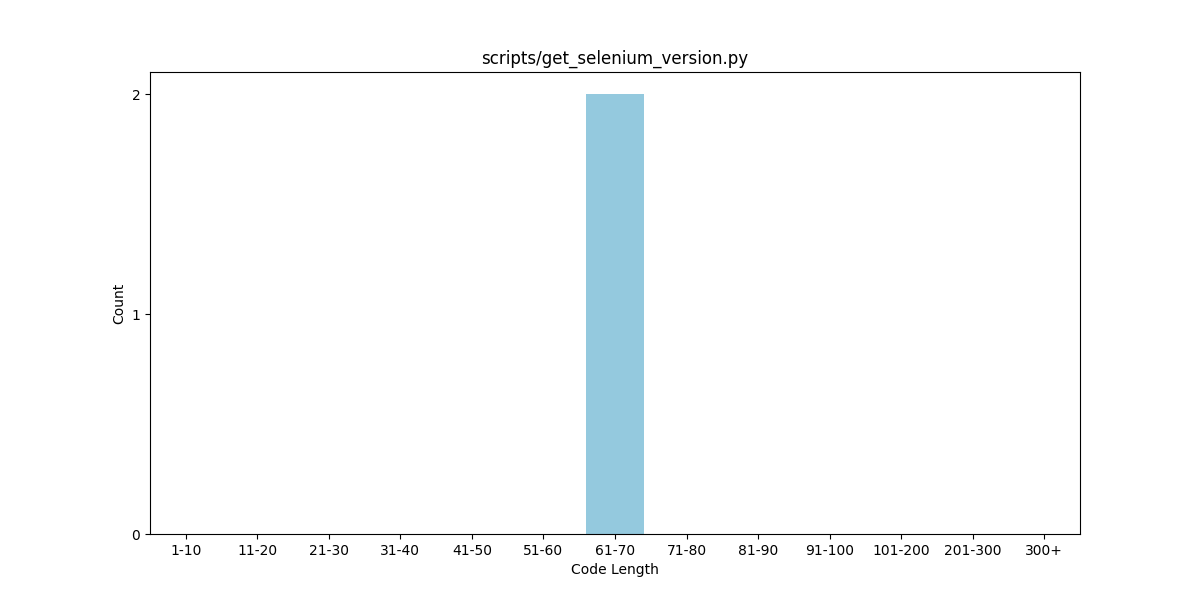 scripts/get_selenium_version.py
2
1
0
Count
1-10 11-20 21-30 31-40 41-50 51-60 61-70 71-80 81-90 91-100 101-200 201-300 300+
Code Length